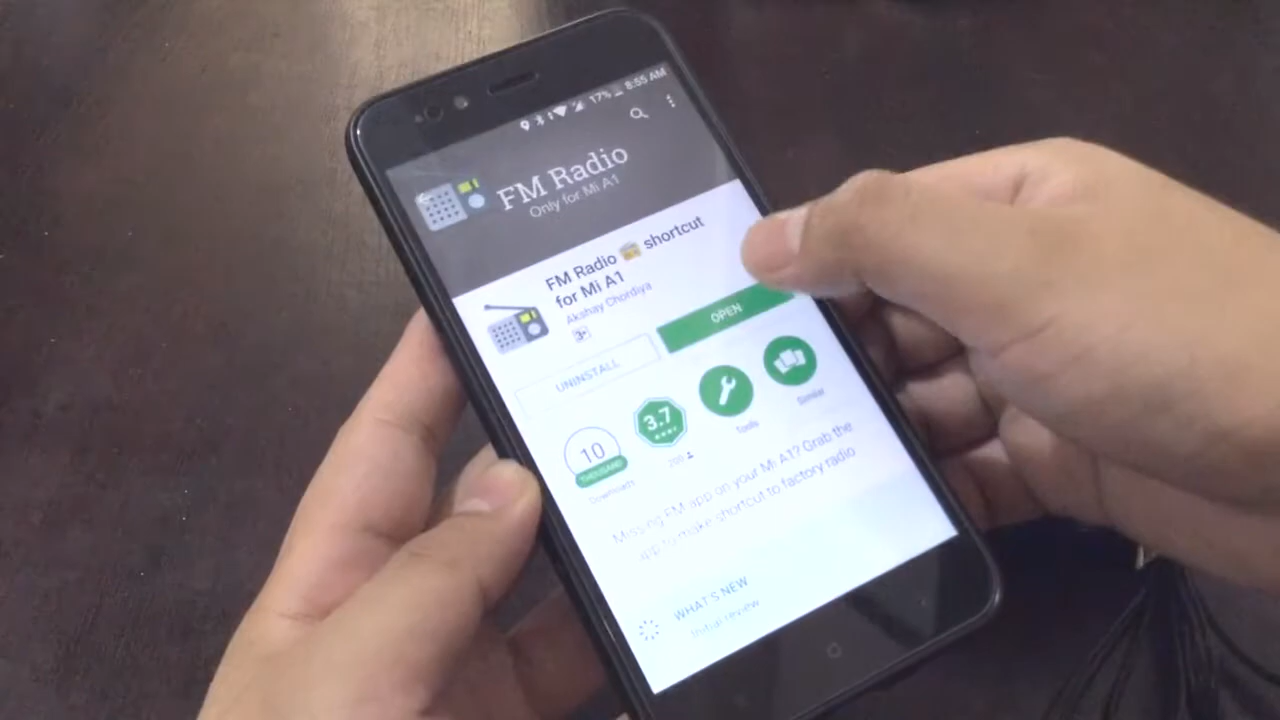 17% 8:55 AM
FM Radio
Only for Mi A1
FM Radio 📻 shortcut
for Mi A1
Akshay Chordiya
3+
UNINSTALL
OPEN
10
THOUSAND
Downloads
3.7
200
Tools
Similar
Missing FM app on your Mi A1? Grab the
app to make shortcut to factory radio
WHAT'S NEW
Initial review